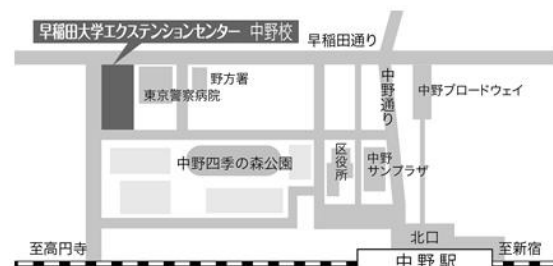 早稲田大学エクステンションセンター 中野校
早稲田通り
野方署
東京警察病院
中野通り
中野ブロードウェイ
中野四季の森公園
区役所
中野
サンプラザ
北口
至高円寺
至新宿
中野駅